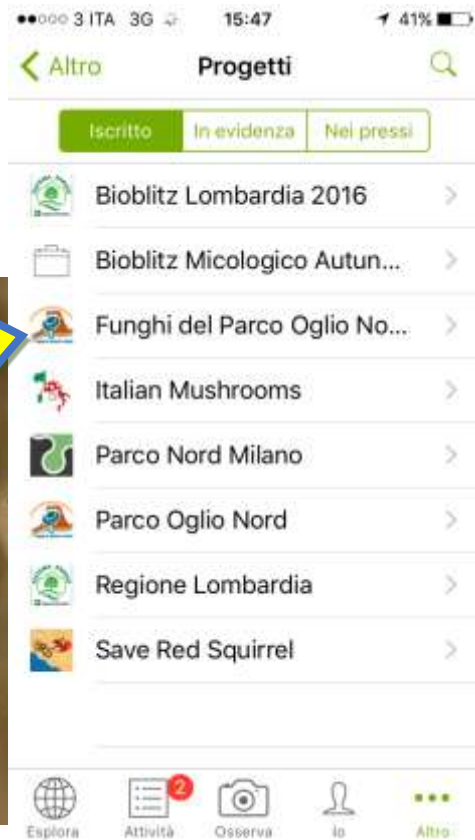 3 ITA 3G 15:47 41%
Altro Progetti
Iscritto In evidenza Nei pressi
Bioblitz Lombardia 2016
Bioblitz Micologico Autun...
Funghi del Parco Oglio No...
Italian Mushrooms
Parco Nord Milano
Parco Oglio Nord
Regione Lombardia
Save Red Squirrel
2
Esplora Attività Osserva Io Altro